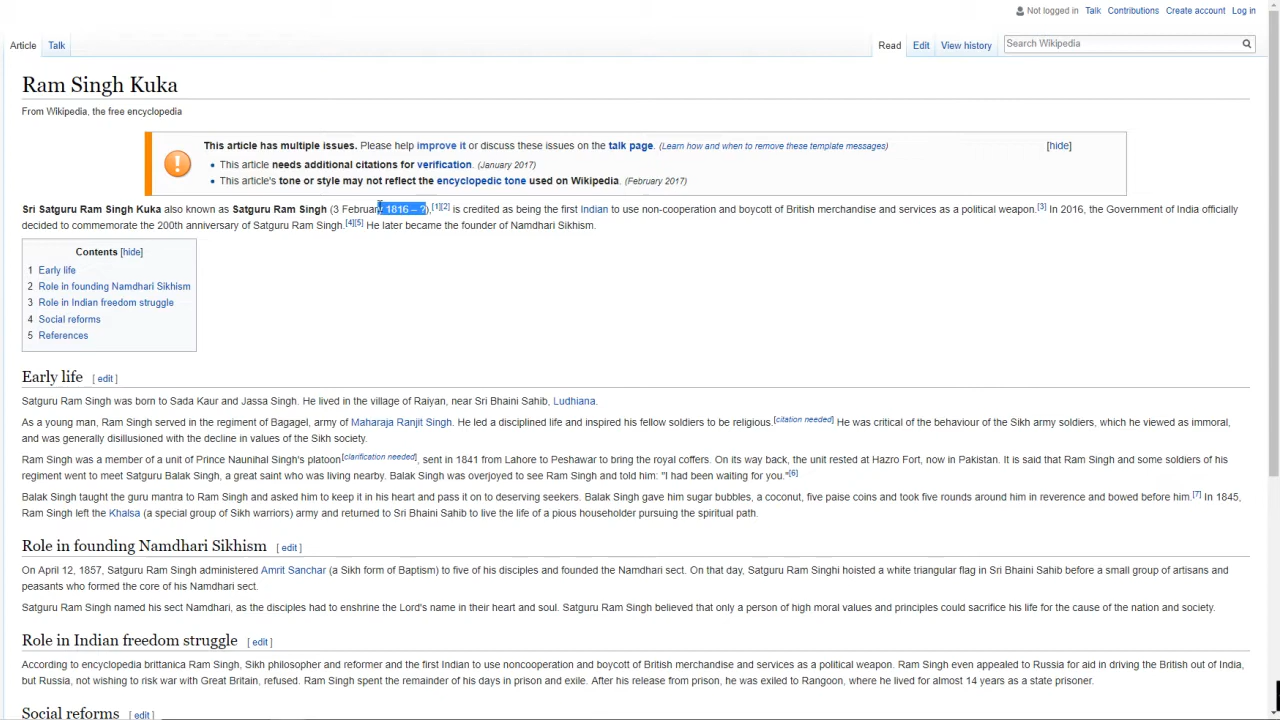 Not logged in Talk Contributions Create account Log in
Article Talk Read Edit View history Search Wikipedia
Ram Singh Kuka
From Wikipedia, the free encyclopedia
This article has multiple issues. Please help improve it or discuss these issues on the talk page. (Learn how and when to remove these template messages) [hide]
• This article needs additional citations for verification. (January 2017)
• This article's tone or style may not reflect the encyclopedic tone used on Wikipedia. (February 2017)
Sri Satguru Ram Singh Kuka also known as Satguru Ram Singh (3 February 1816 – ?),[1][2] is credited as being the first Indian to use non-cooperation and boycott of British merchandise and services as a political weapon.[3] In 2016, the Government of India officially
decided to commemorate the 200th anniversary of Satguru Ram Singh.[4][5] He later became the founder of Namdhari Sikhism.
Contents [hide]
1 Early life
2 Role in founding Namdhari Sikhism
3 Role in Indian freedom struggle
4 Social reforms
5 References
Early life [ edit ]
Satguru Ram Singh was born to Sada Kaur and Jassa Singh. He lived in the village of Raiyan, near Sri Bhaini Sahib, Ludhiana.
As a young man, Ram Singh served in the regiment of Bagagel, army of Maharaja Ranjit Singh. He led a disciplined life and inspired his fellow soldiers to be religious.[citation needed] He was critical of the behaviour of the Sikh army soldiers, which he viewed as immoral,
and was generally disillusioned with the decline in values of the Sikh society.
Ram Singh was a member of a unit of Prince Naunihal Singh's platoon[clarification needed], sent in 1841 from Lahore to Peshawar to bring the royal coffers. On its way back, the unit rested at Hazro Fort, now in Pakistan. It is said that Ram Singh and some soldiers of his
regiment went to meet Satguru Balak Singh, a great saint who was living nearby. Balak Singh was overjoyed to see Ram Singh and told him: "I had been waiting for you."[6]
Balak Singh taught the guru mantra to Ram Singh and asked him to keep it in his heart and pass it on to deserving seekers. Balak Singh gave him sugar bubbles, a coconut, five paise coins and took five rounds around him in reverence and bowed before him.[7] In 1845,
Ram Singh left the Khalsa (a special group of Sikh warriors) army and returned to Sri Bhaini Sahib to live the life of a pious householder pursuing the spiritual path.
Role in founding Namdhari Sikhism [ edit ]
On April 12, 1857, Satguru Ram Singh administered Amrit Sanchar (a Sikh form of Baptism) to five of his disciples and founded the Namdhari sect. On that day, Satguru Ram Singhi hoisted a white triangular flag in Sri Bhaini Sahib before a small group of artisans and
peasants who formed the core of his Namdhari sect.
Satguru Ram Singh named his sect Namdhari, as the disciples had to enshrine the Lord's name in their heart and soul. Satguru Ram Singh believed that only a person of high moral values and principles could sacrifice his life for the cause of the nation and society.
Role in Indian freedom struggle [ edit ]
According to encyclopedia brittanica Ram Singh, Sikh philosopher and reformer and the first Indian to use noncooperation and boycott of British merchandise and services as a political weapon. Ram Singh even appealed to Russia for aid in driving the British out of India,
but Russia, not wishing to risk war with Great Britain, refused. Ram Singh spent the remainder of his days in prison and exile. After his release from prison, he was exiled to Rangoon, where he lived for almost 14 years as a state prisoner.
Social reforms [ edit ]